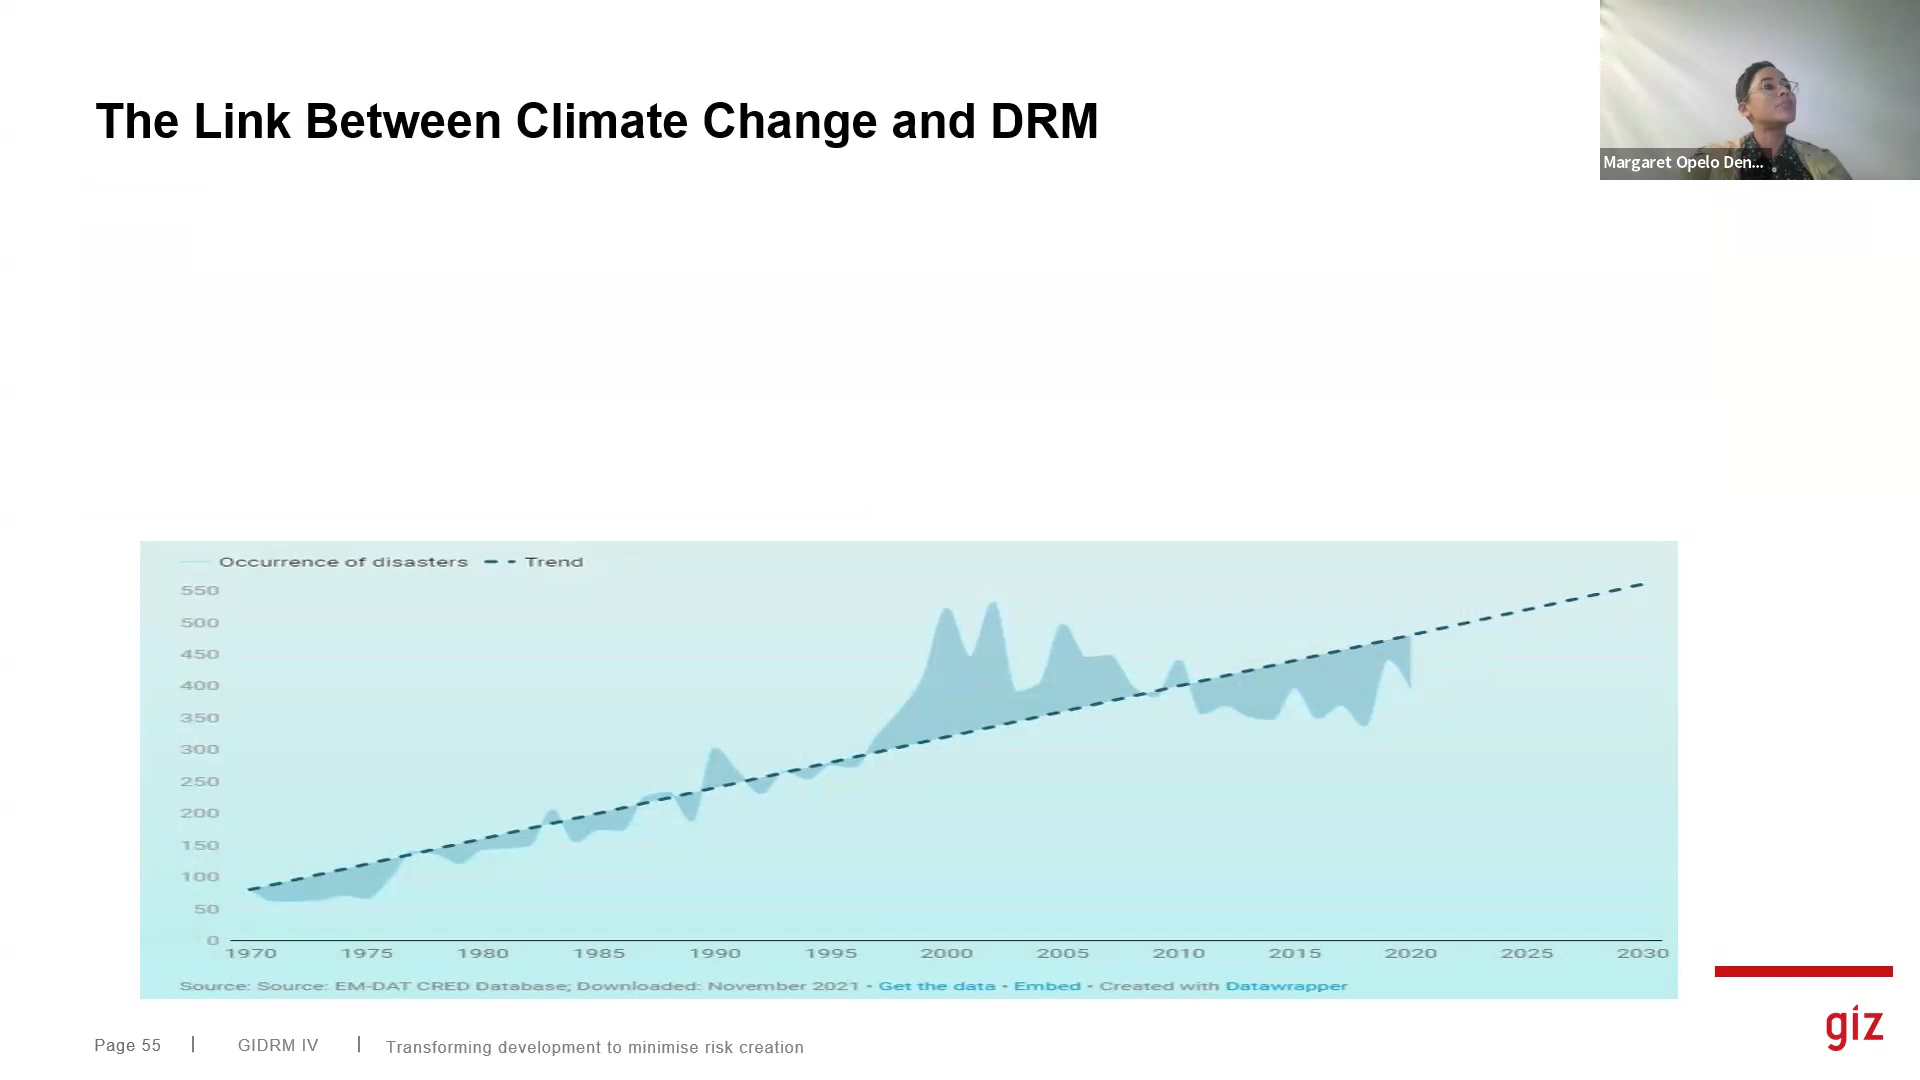 The Link Between Climate Change and DRM
Margaret Opelo Den...
Occurrence of disasters Trend
550
500
450
400
350
300
250
200
150
100
50
0
1970 1975 1980 1985 1990 1995 2000 2005 2010 2015 2020 2025 2030
Source: Source: EM-DAT CRED Database; Downloaded: November 2021 • Get the data • Embed • Created with Datawrapper
Page 55 | GIDRM IV | Transforming development to minimise risk creation
giz